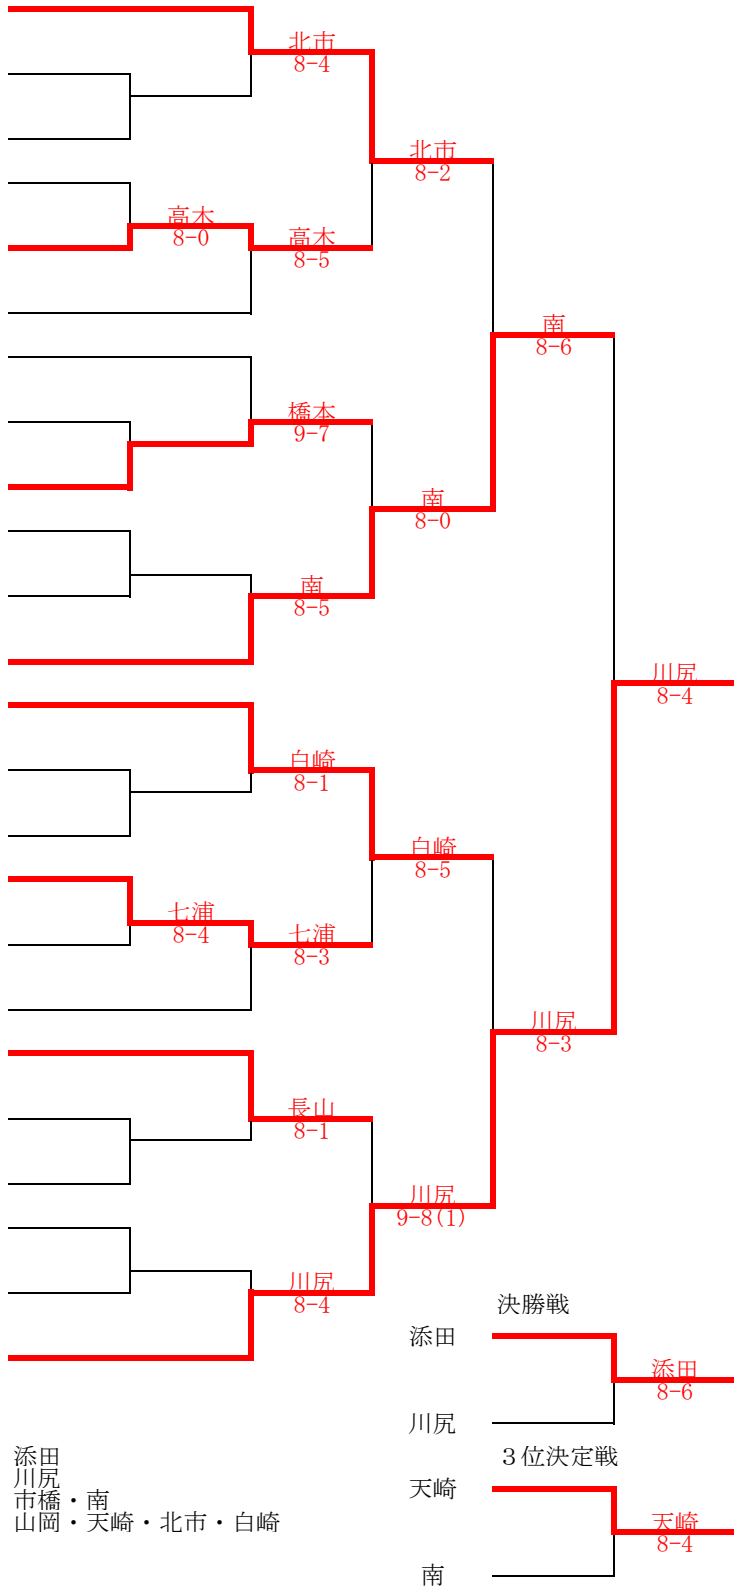 北市
8-4
北市
8-2
高木
8-0
高木
8-5
南
8-6
橋本
9-7
南
8-0
南
8-5
川尻
8-4
白崎
8-1
白崎
8-5
七浦
8-4
七浦
8-3
川尻
8-3
長山
8-1
川尻
9-8(1)
川尻
8-4
決勝戦
添田
添田
8-6
川尻
３位決定戦
天崎
天崎
8-4
南
添田
川尻
市橋・南
山岡・天崎・北市・白崎